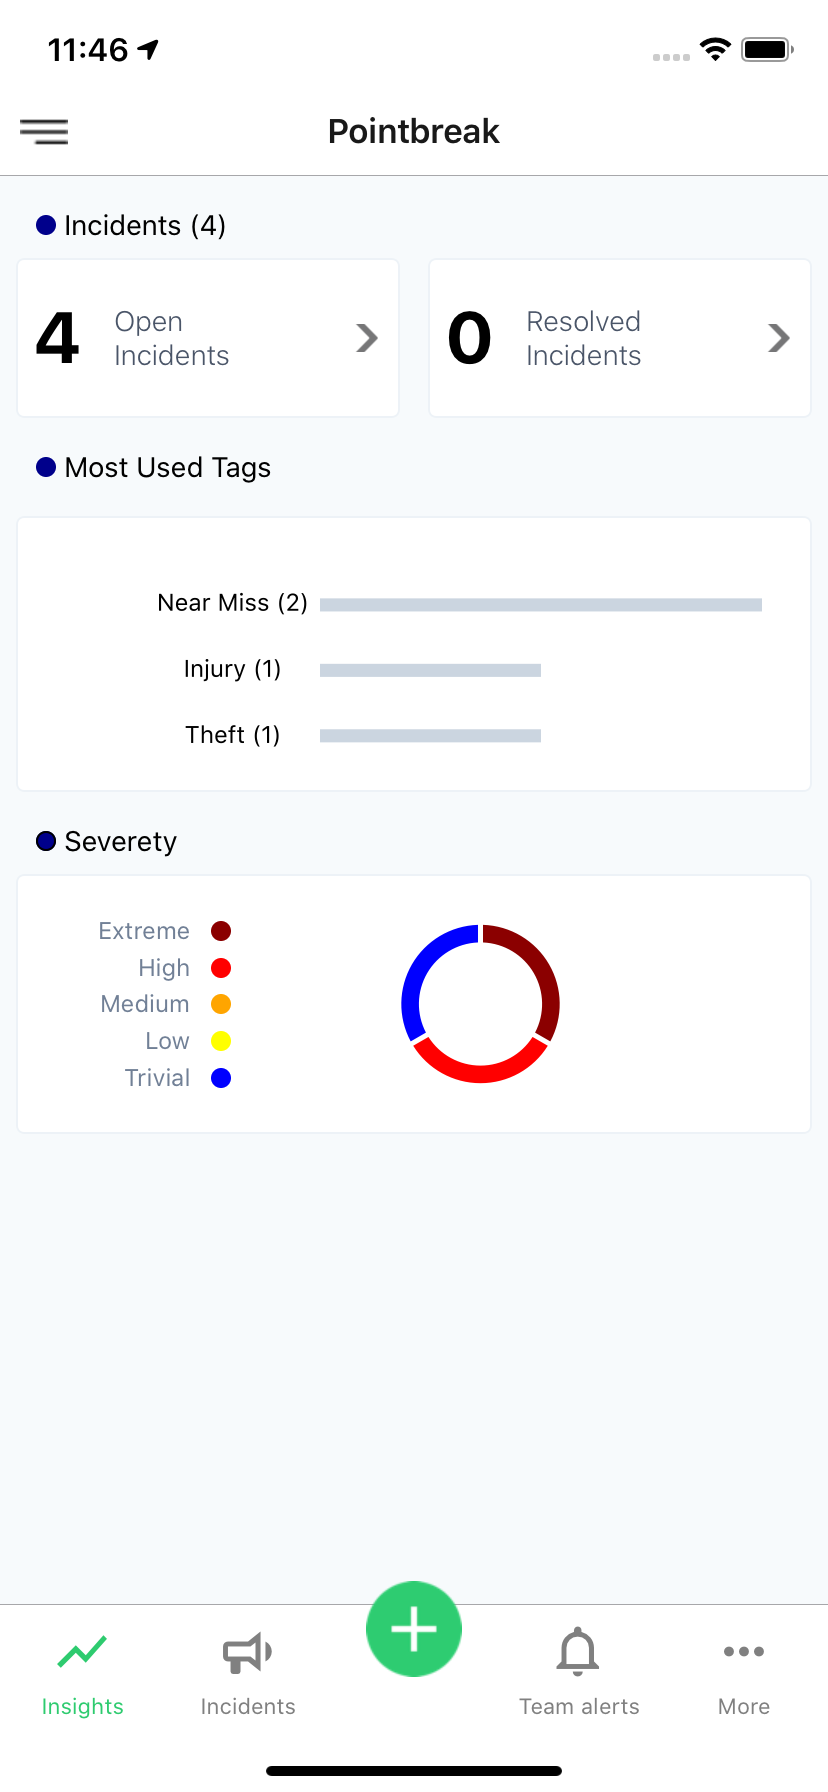 11:46
Pointbreak
Incidents (4)
4
Open
Incidents
0
Resolved
Incidents
Most Used Tags
Near Miss (2)
Injury (1)
Theft (1)
Severety
Extreme
High
Medium
Low
Trivial
Insights
Incidents
Team alerts
More